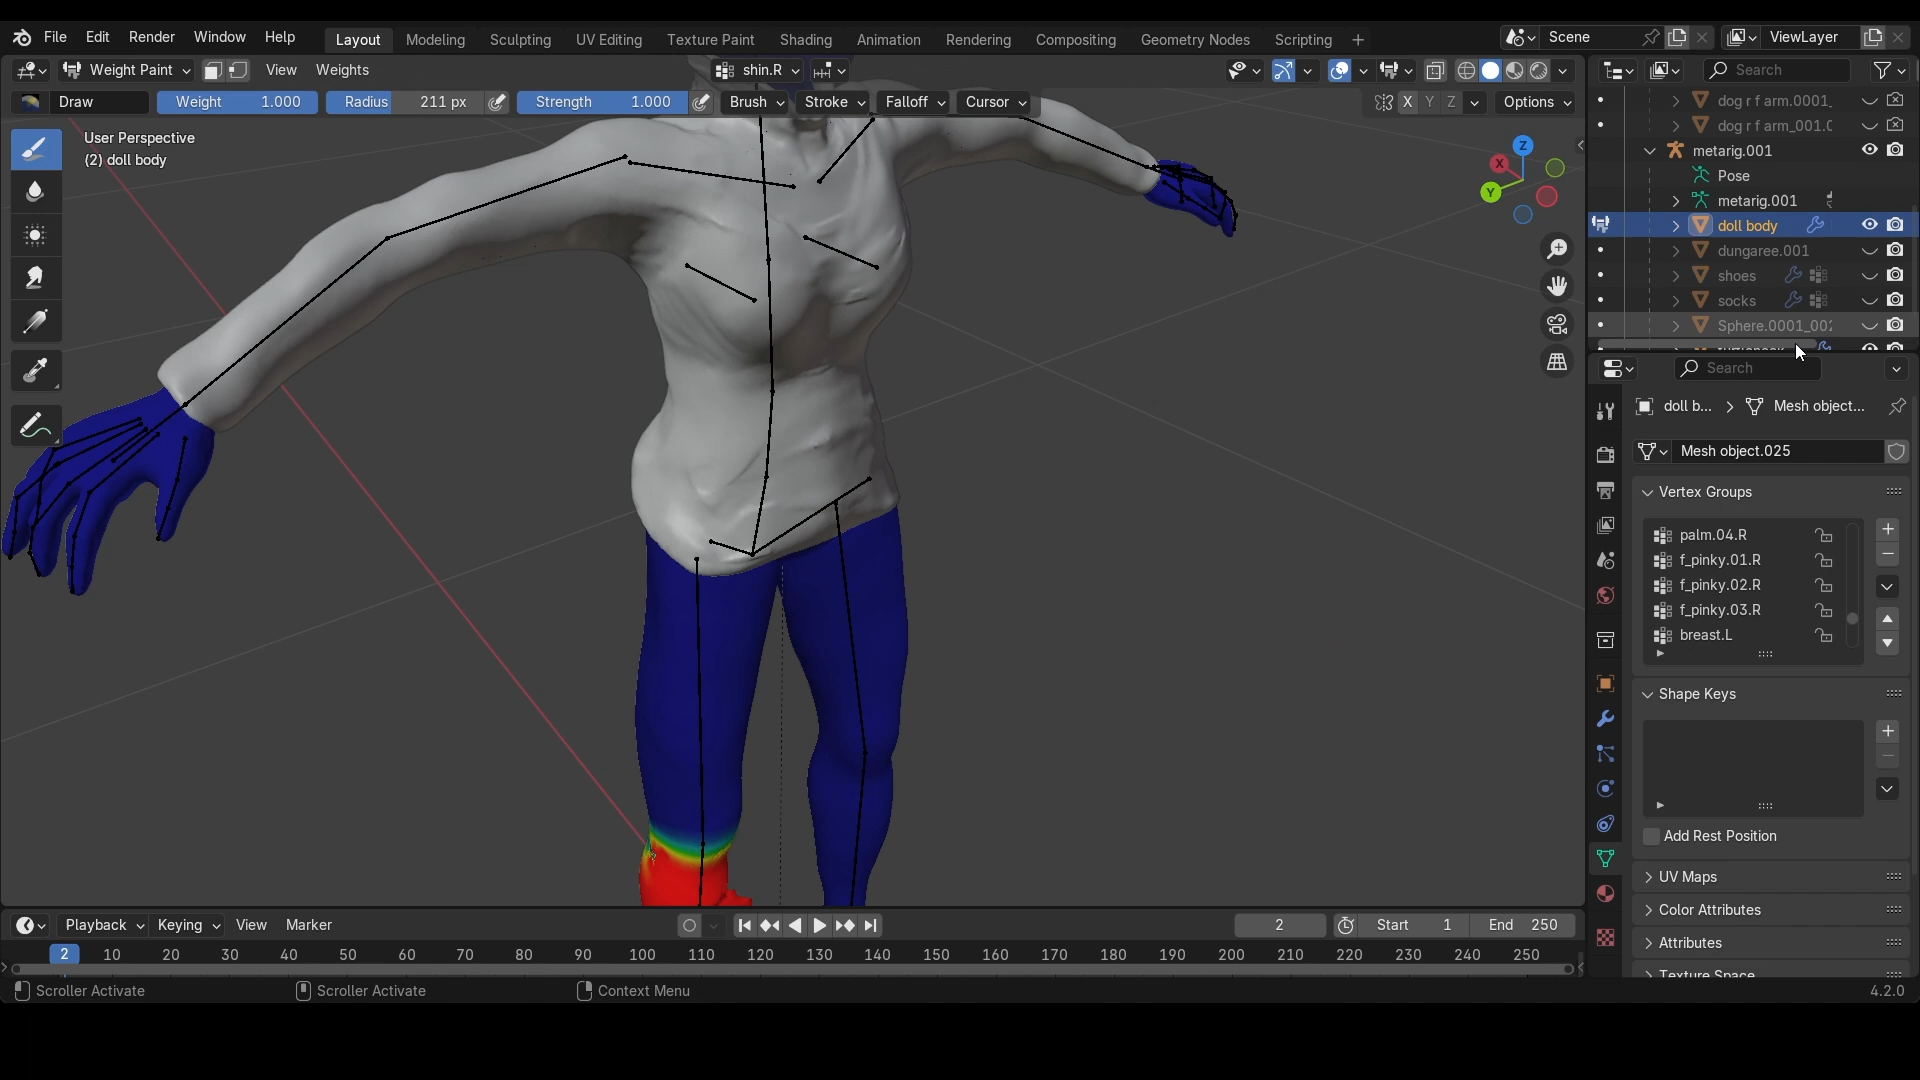 File Edit Render Window Help Layout Modeling Sculpting UV Editing Texture Paint Shading Animation Rendering Compositing Geometry Nodes Scripting + Scene ViewLayer
Weight Paint View Weights shin.R Search
Draw Weight 1.000 Radius 211 px Strength 1.000 Brush Stroke Falloff Cursor X Y Z Options
User Perspective
(2) doll body
Z
X
Y
dog r f arm.0001_
dog r f arm_001.0
metarig.001
Pose
metarig.001
doll body
dungaree.001
shoes
socks
Sphere.0001_002
Search
doll b... Mesh object...
Mesh object.025
Vertex Groups
palm.04.R
f_pinky.01.R
f_pinky.02.R
f_pinky.03.R
breast.L
Shape Keys
Add Rest Position
UV Maps
Color Attributes
Attributes
Texture Space
Playback Keying View Marker 2 Start 1 End 250
2 10 20 30 40 50 60 70 80 90 100 110 120 130 140 150 160 170 180 190 200 210 220 230 240 250
Scroller Activate Scroller Activate Context Menu 4.2.0